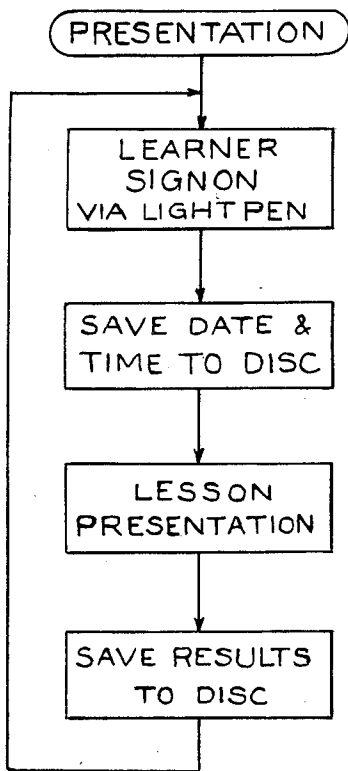 PRESENTATION
LEARNER
SIGNON
VIA LIGHTPEN
SAVE DATE &
TIME TO DISC
LESSON
PRESENTATION
SAVE RESULTS
TO DISC